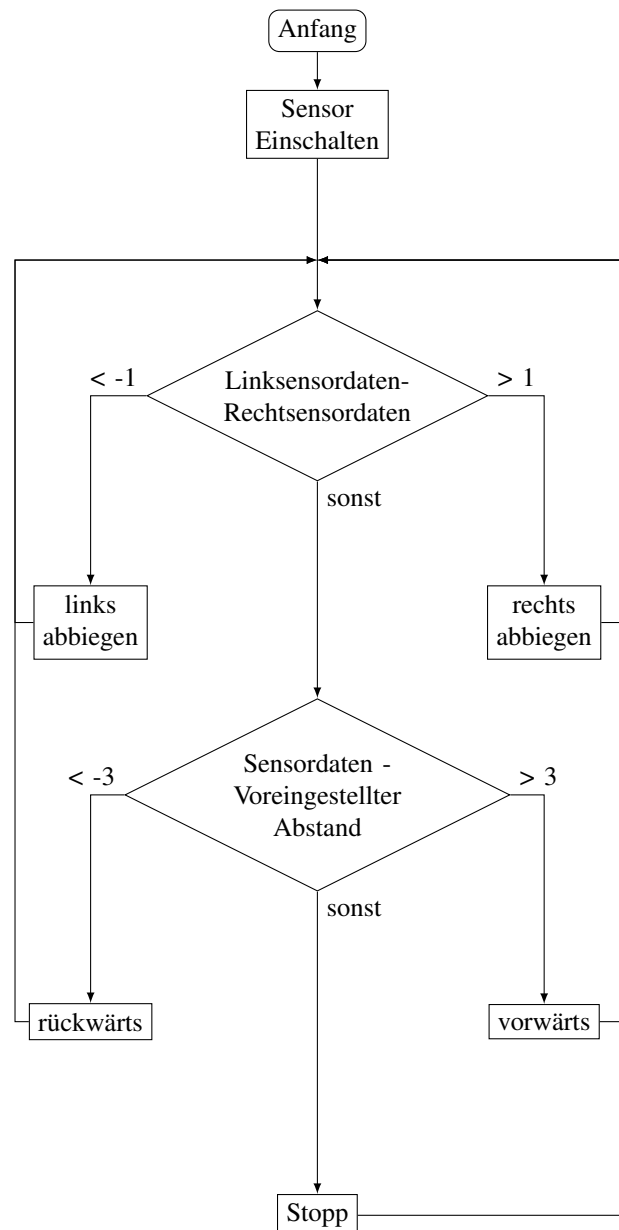 Anfang
Sensor
Einschalten
< -1
Linksensordaten-
Rechtsensordaten
> 1
sonst
links
abbiegen
rechts
abbiegen
< -3
Sensordaten -
Voreingestellter
Abstand
> 3
sonst
rückwärts
vorwärts
Stopp